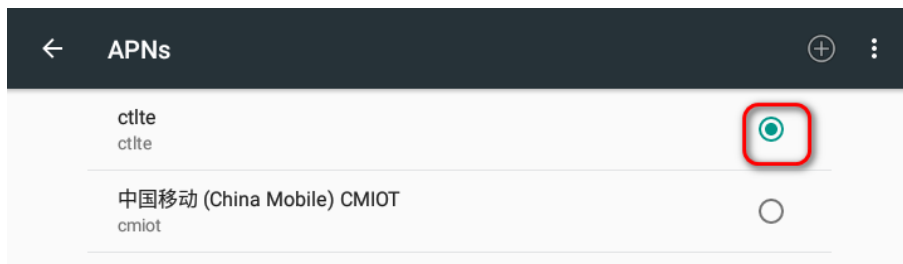 APNs
ctlte
ctlte
中国移动 (China Mobile) CMIOT
cmiot